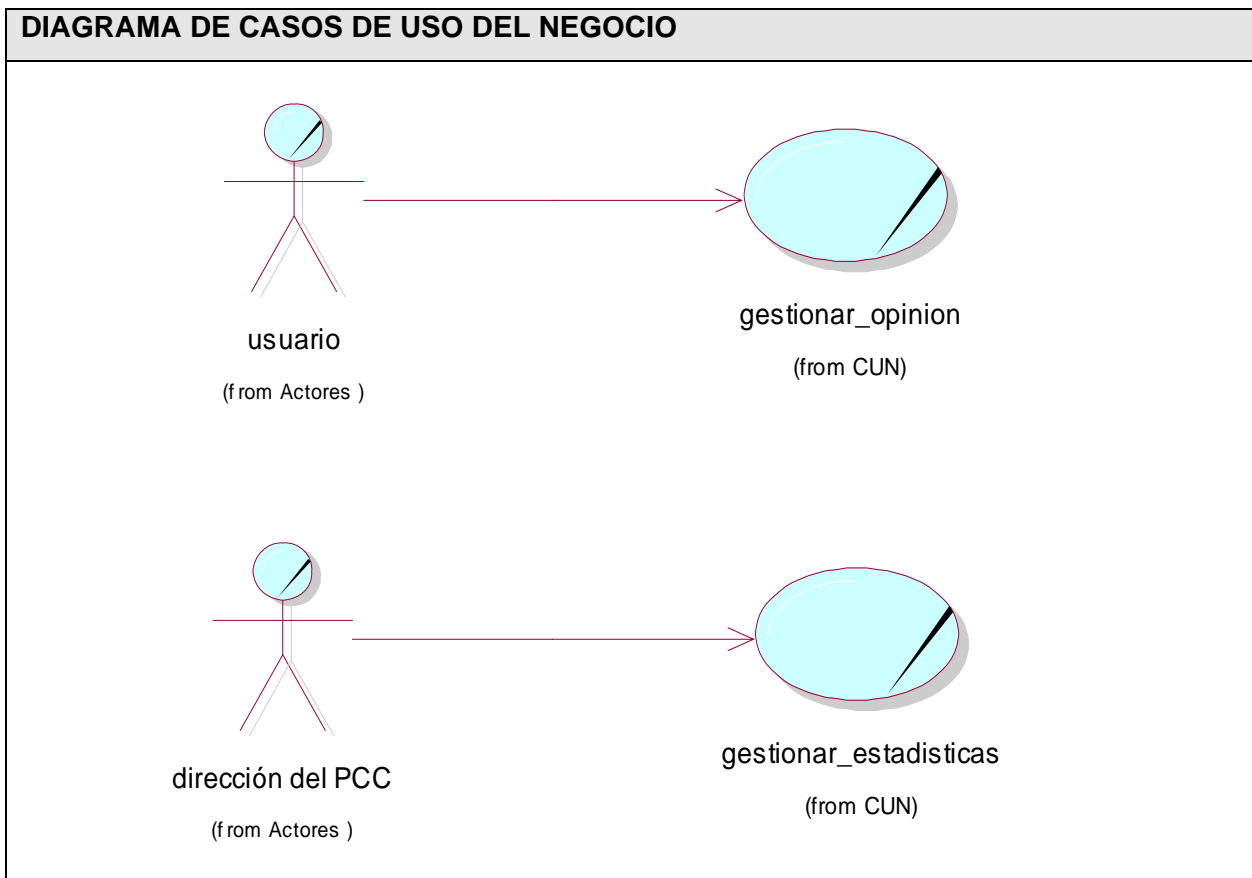 DIAGRAMA DE CASOS DE USO DEL NEGOCIO
usuario
(from Actores )
gestionar_opinion
(from CUN)
dirección del PCC
(from Actores )
gestionar_estadisticas
(from CUN)